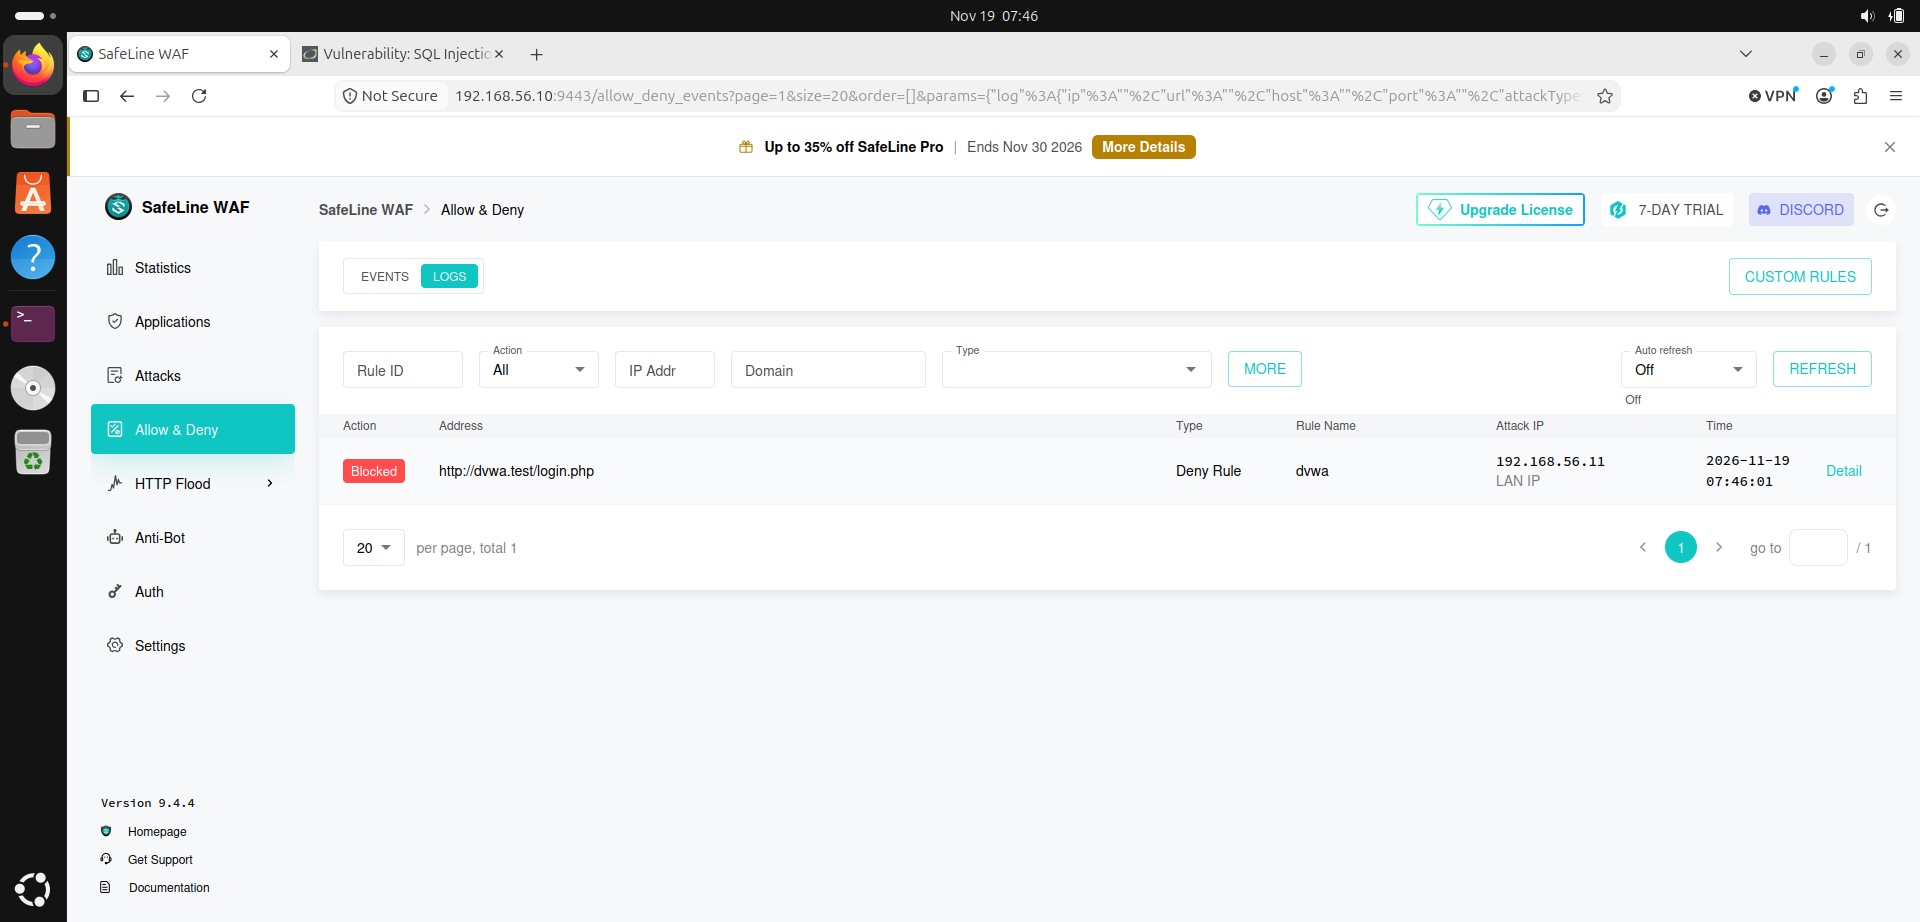 Nov 19 07:46
SafeLine WAF
Vulnerability: SQL Injectio
Not Secure
192.168.56.10:9443/allow_deny_events?page=1&size=20&order=[]&params={"log"%3A{"ip"%3A""%2C"url"%3A""%2C"host"%3A""%2C"port"%3A""%2C"attackType
VPN
Up to 35% off SafeLine Pro | Ends Nov 30 2026 More Details
SafeLine WAF
SafeLine WAF > Allow & Deny
Upgrade License
7-DAY TRIAL
DISCORD
Statistics
Applications
Attacks
Allow & Deny
HTTP Flood
Anti-Bot
Auth
Settings
EVENTS LOGS
CUSTOM RULES
Rule ID
Action
All
IP Addr
Domain
Type
MORE
Auto refresh
Off
Off
REFRESH
Action Address Type Rule Name Attack IP Time
Blocked http://dvwa.test/login.php Deny Rule dvwa 192.168.56.11 2026-11-19
LAN IP 07:46:01
Detail
20 per page, total 1
1 go to / 1
Version 9.4.4
Homepage
Get Support
Documentation